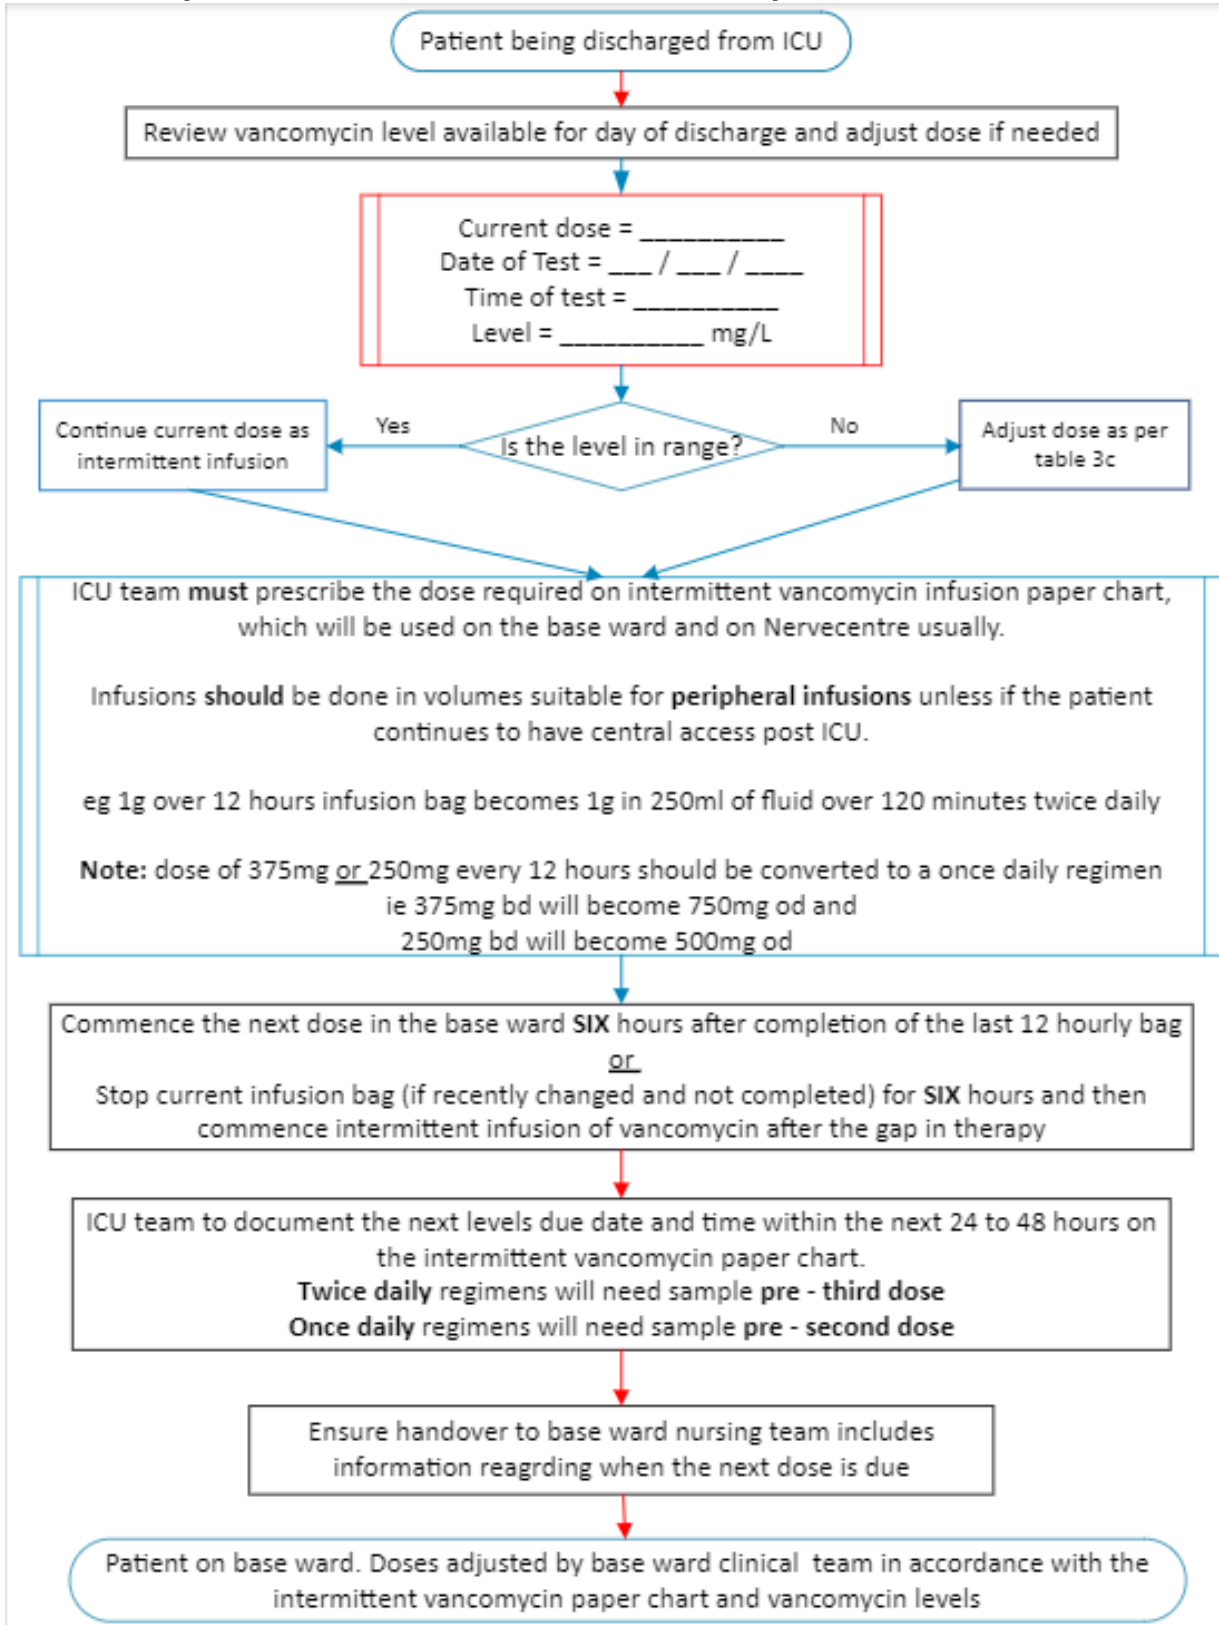 Patient being discharged from ICU
Review vancomycin level available for day of discharge and adjust dose if needed
Current dose = __________
Date of Test = ___ / ___ / ____
Time of test = __________
Level = __________ mg/L
Is the level in range?
Yes
No
Continue current dose as
intermittent infusion
Adjust dose as per
table 3c
ICU team must prescribe the dose required on intermittent vancomycin infusion paper chart,
which will be used on the base ward and on Nervecentre usually.
Infusions should be done in volumes suitable for peripheral infusions unless if the patient
continues to have central access post ICU.
eg 1g over 12 hours infusion bag becomes 1g in 250ml of fluid over 120 minutes twice daily
Note: dose of 375mg or 250mg every 12 hours should be converted to a once daily regimen
ie 375mg bd will become 750mg od and
250mg bd will become 500mg od
Commence the next dose in the base ward SIX hours after completion of the last 12 hourly bag
or
Stop current infusion bag (if recently changed and not completed) for SIX hours and then
commence intermittent infusion of vancomycin after the gap in therapy
ICU team to document the next levels due date and time within the next 24 to 48 hours on
the intermittent vancomycin paper chart.
Twice daily regimens will need sample pre - third dose
Once daily regimens will need sample pre - second dose
Ensure handover to base ward nursing team includes
information reagrding when the next dose is due
Patient on base ward. Doses adjusted by base ward clinical team in accordance with the
intermittent vancomycin paper chart and vancomycin levels